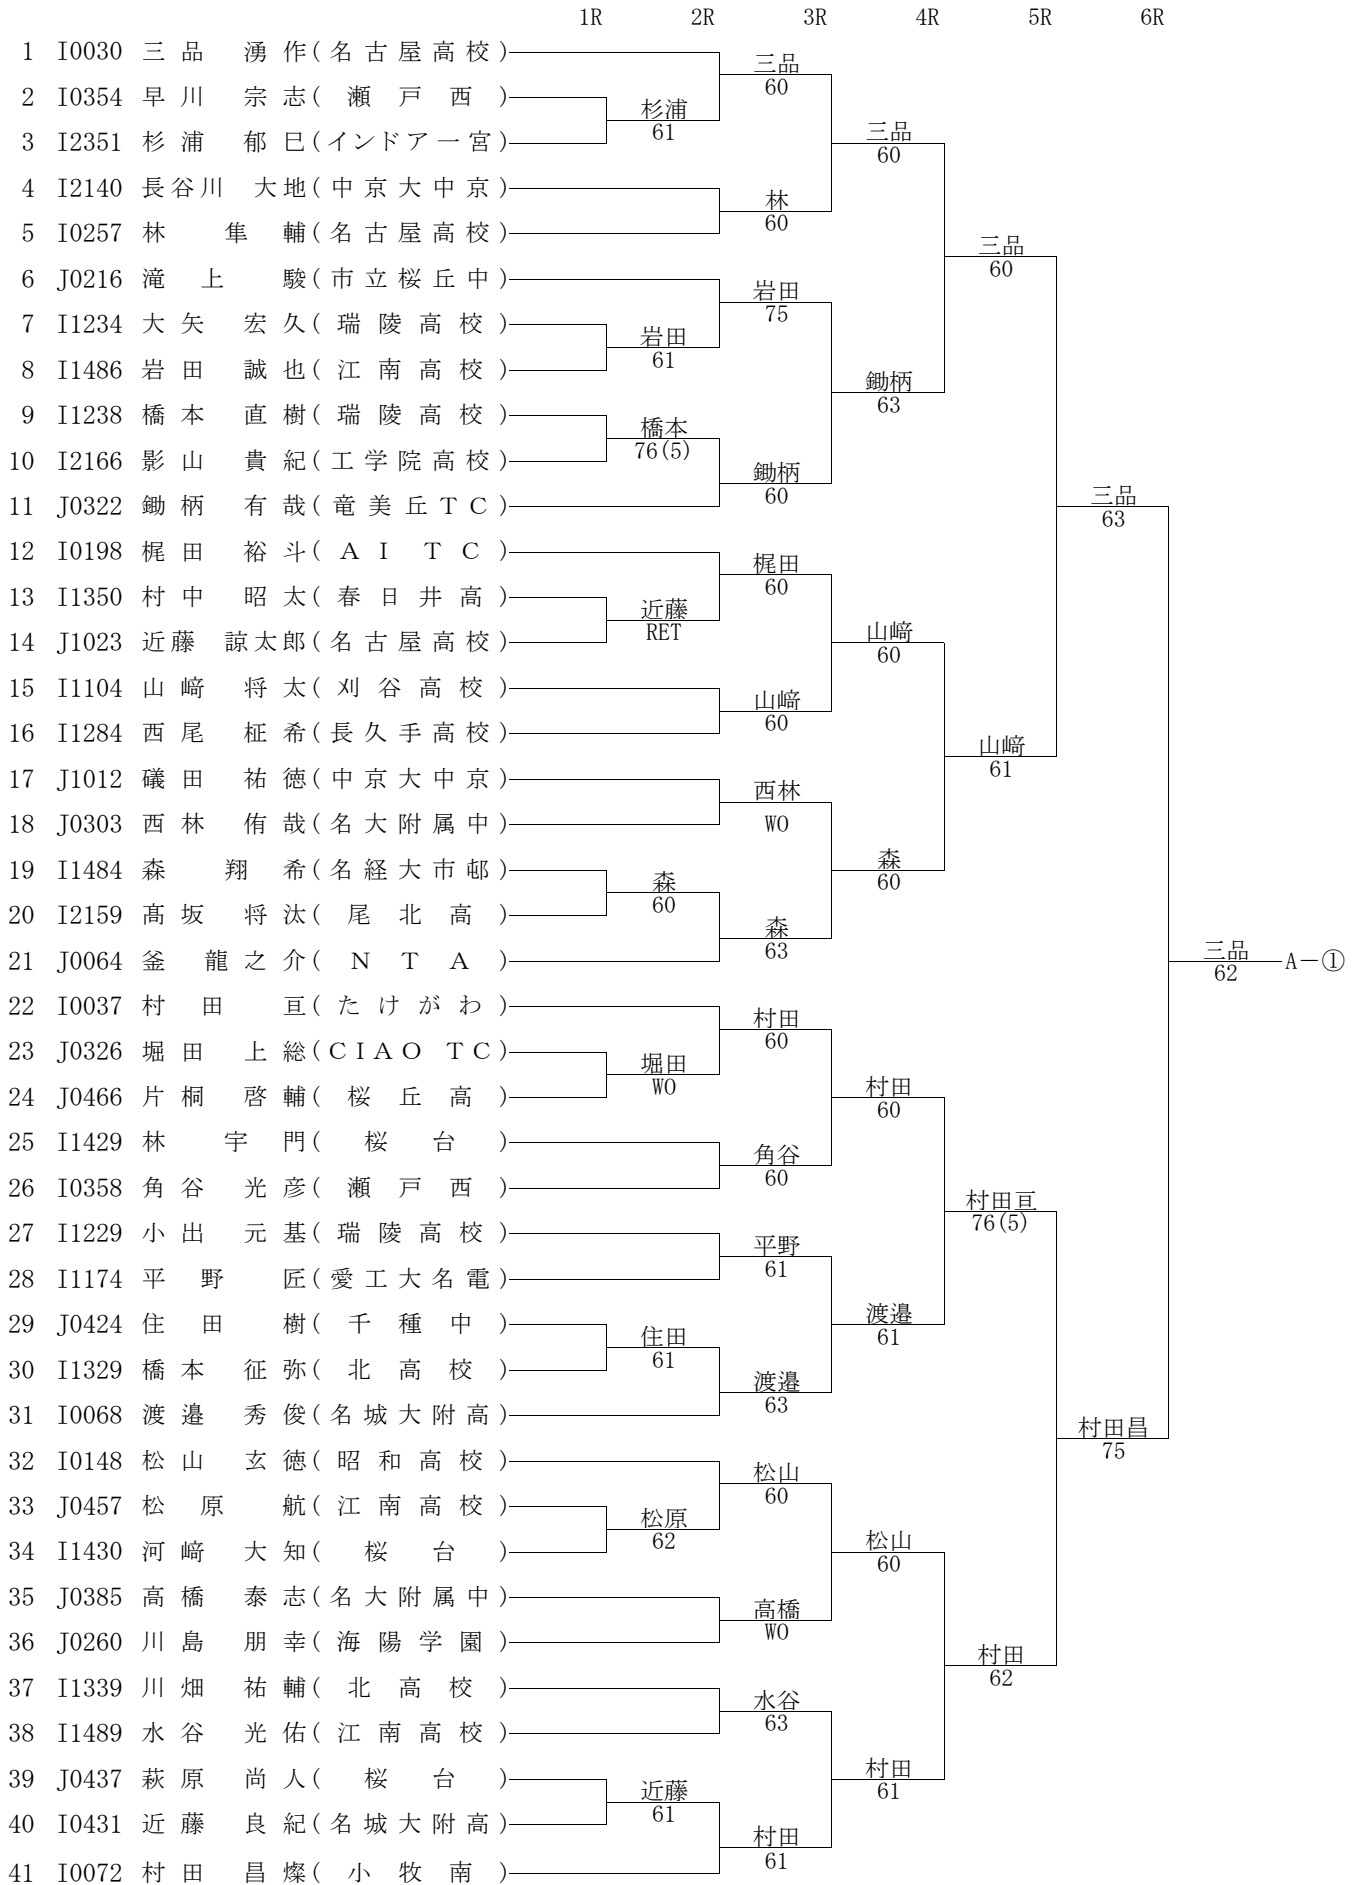 1R 2R 3R 4R 5R 6R
1 I0030 三品 湧作(名古屋高校)
三品
60
2 I0354 早川 宗志(瀬戸西)
杉浦
61
3 I2351 杉浦 郁巳(インドア一宮)
三品
60
4 I2140 長谷川 大地(中京大中京)
林
60
5 I0257 林 隼輔(名古屋高校)
三品
60
6 J0216 滝上 駿(市立桜丘中)
岩田
75
7 I1234 大矢 宏久(瑞陵高校)
岩田
61
8 I1486 岩田 誠也(江南高校)
鋤柄
63
9 I1238 橋本 直樹(瑞陵高校)
橋本
76(5)
10 I2166 影山 貴紀(工学院高校)
鋤柄
60
11 J0322 鋤柄 有哉(竜美丘TC)
三品
63
12 I0198 梶田 裕斗(AI TC)
梶田
60
13 I1350 村中 昭太(春日井高)
近藤
RET
14 J1023 近藤 諒太郎(名古屋高校)
山﨑
60
15 I1104 山﨑 将太(刈谷高校)
山﨑
60
16 I1284 西尾 柾希(長久手高校)
山﨑
61
17 J1012 礒田 祐徳(中京大中京)
西林
WO
18 J0303 西林 侑哉(名大附属中)
19 I1484 森 翔希(名経大市邨)
森
60
森
60
20 I2159 髙坂 将汰(尾北高)
森
63
21 J0064 釜 龍之介(NTA)
三品
62
A－①
22 I0037 村田 亘(たけがわ)
村田
60
23 J0326 堀田 上総(CIAO TC)
堀田
WO
24 J0466 片桐 啓輔(桜丘高)
村田
60
25 I1429 林 宇門(桜台)
角谷
60
26 I0358 角谷 光彦(瀬戸西)
村田亘
76(5)
27 I1229 小出 元基(瑞陵高校)
平野
61
28 I1174 平野 匠(愛工大名電)
29 J0424 住田 樹(千種中)
渡邉
61
住田
61
30 I1329 橋本 征弥(北高校)
渡邉
63
31 I0068 渡邉 秀俊(名城大附高)
村田昌
75
32 I0148 松山 玄徳(昭和高校)
松山
60
33 J0457 松原 航(江南高校)
松原
62
34 I1430 河﨑 大知(桜台)
松山
60
35 J0385 高橋 泰志(名大附属中)
高橋
WO
36 J0260 川島 朋幸(海陽学園)
村田
62
37 I1339 川畑 祐輔(北高校)
水谷
63
38 I1489 水谷 光佑(江南高校)
39 J0437 萩原 尚人(桜台)
村田
61
近藤
61
40 I0431 近藤 良紀(名城大附高)
村田
61
41 I0072 村田 昌燦(小牧南)